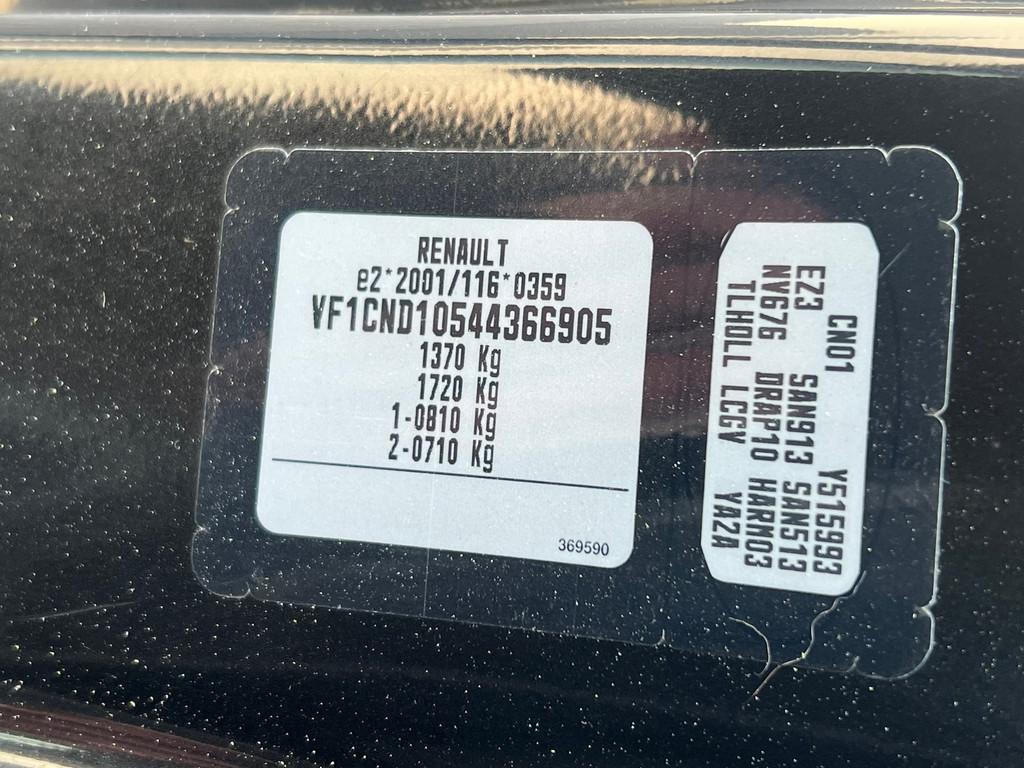 RENAULT
e2*2001/116*0359
VF1CND10544366905
1370 Kg
1720 Kg
1-0810 Kg
2-0710 Kg
369590
CN01 Y515993
EZ3 SAN913 SAN513
NV676 DRAP10 HARM03
TLHOLL LCGV YA2A